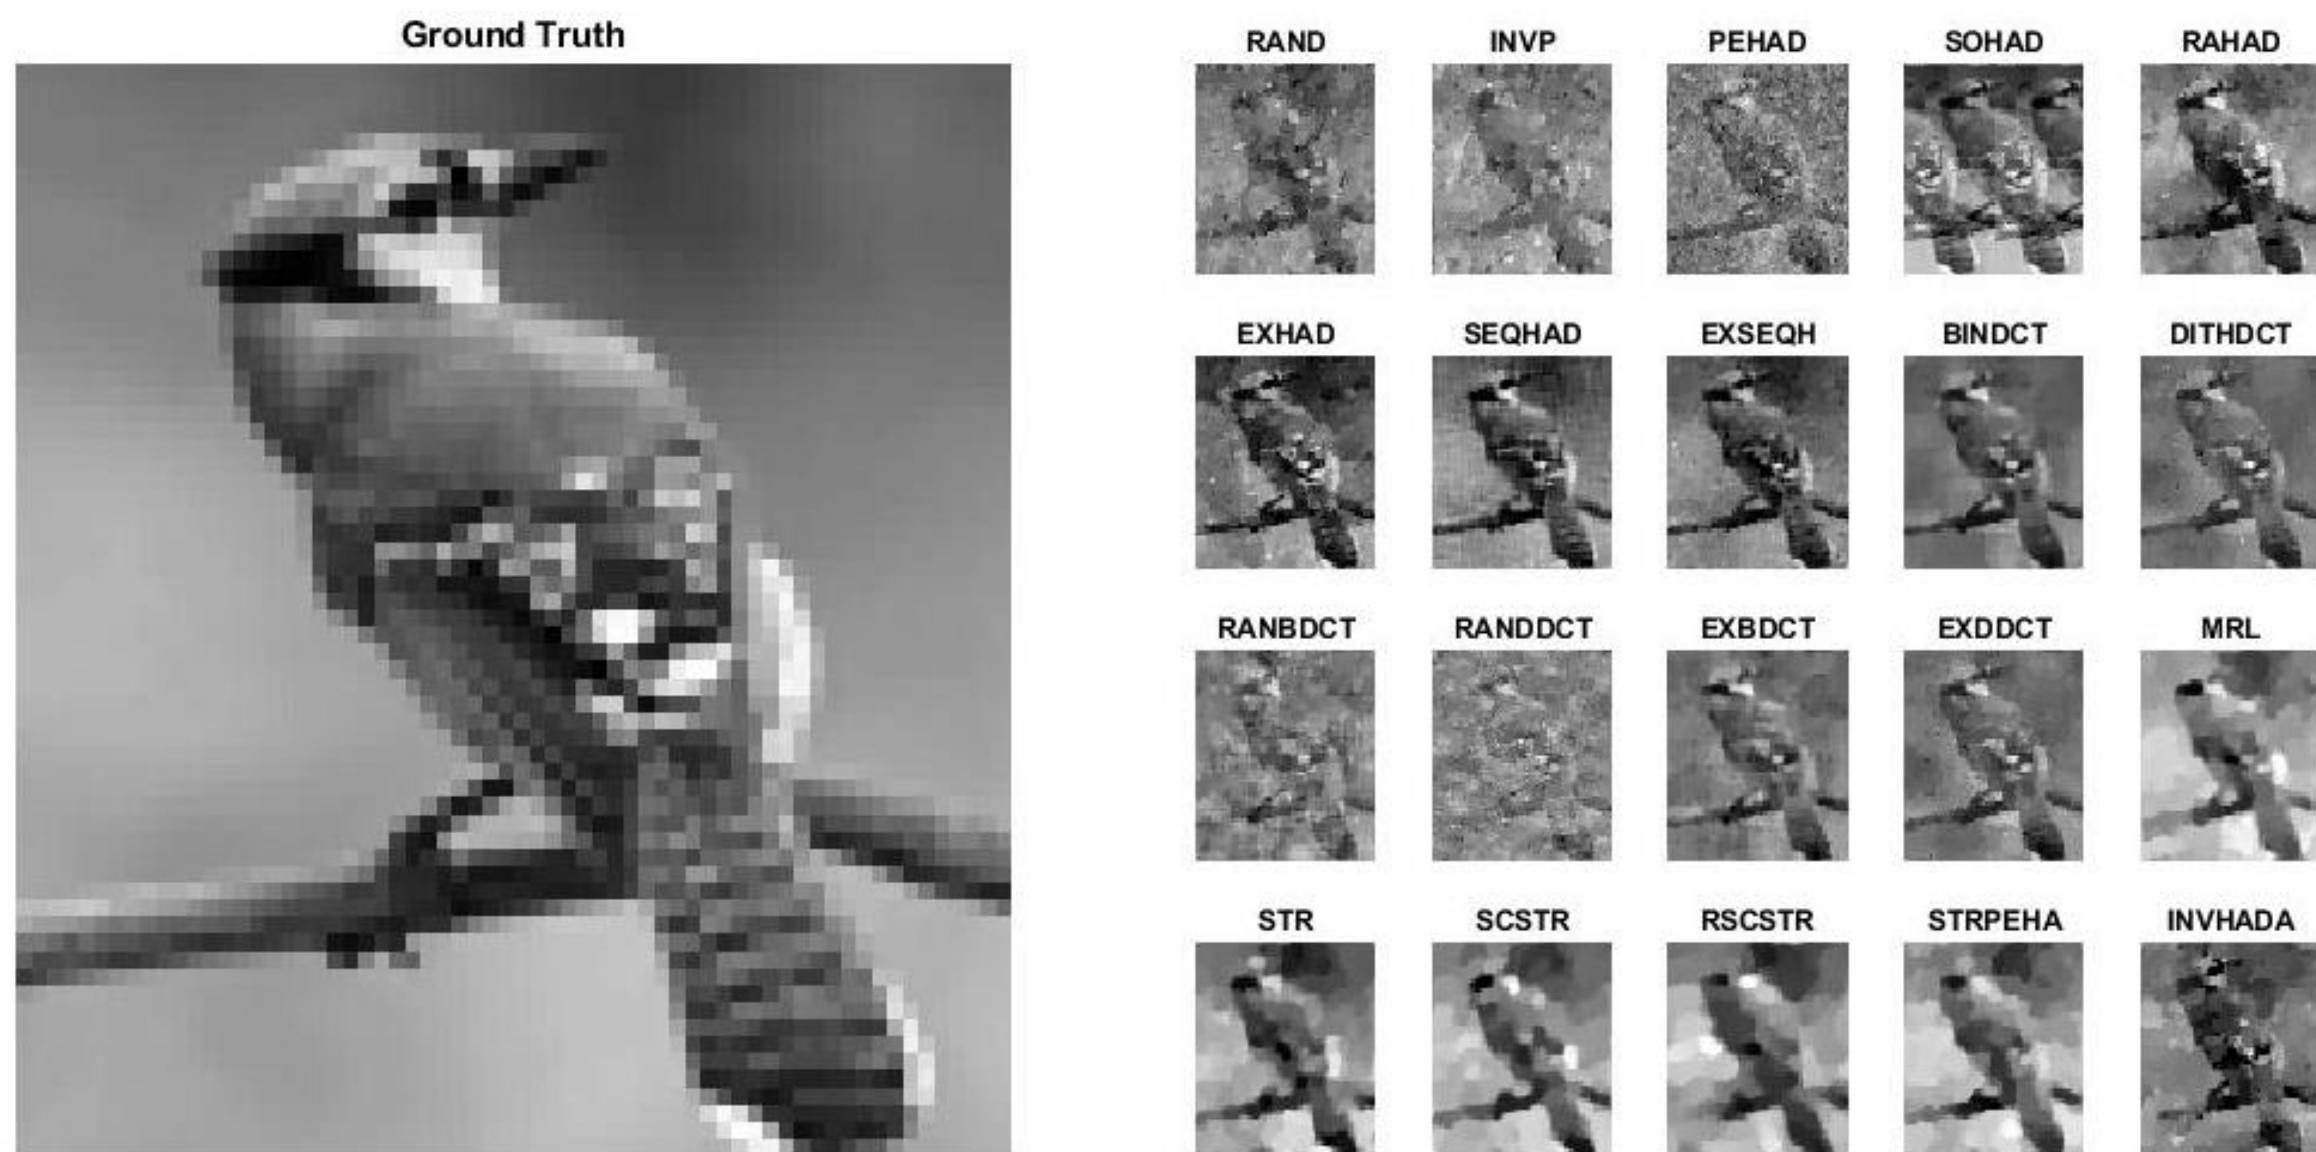 Ground Truth
RAND INVP PEHAD SOHAD RAHAD
EXHAD SEQHAD EXSEQH BINDCT DITHDCT
RANBDCT RANDDCT EXBDCT EXDDCT MRL
STR SCSTR RSCSTR STRPEHA INVHADA